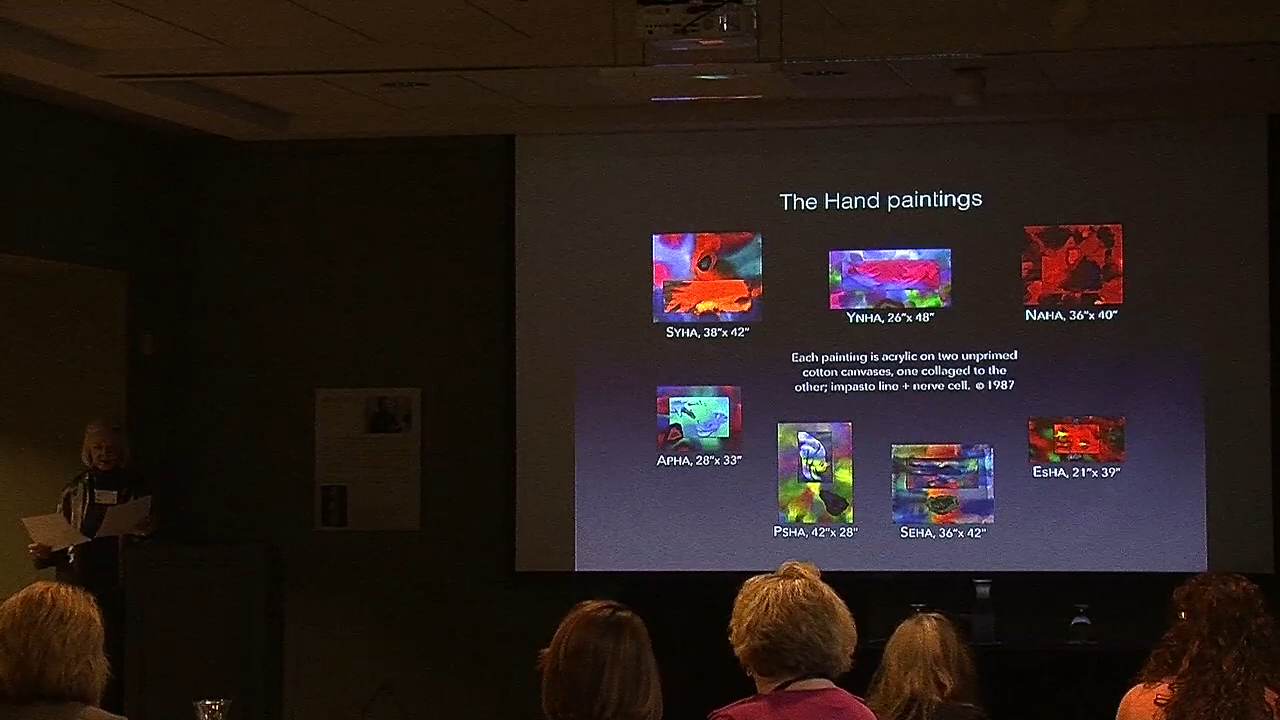 The Hand paintings
SYHA, 38"x 42"
YNHA, 26"x 48"
NAHA, 36"x 40"
Each painting is acrylic on two unprimed
cotton canvases, one collaged to the
other; impasto line + nerve cell. © 1987
APHA, 28"x 33"
PSHA, 42"x 28"
SEHA, 36"x 42"
ESHA, 21"x 39"